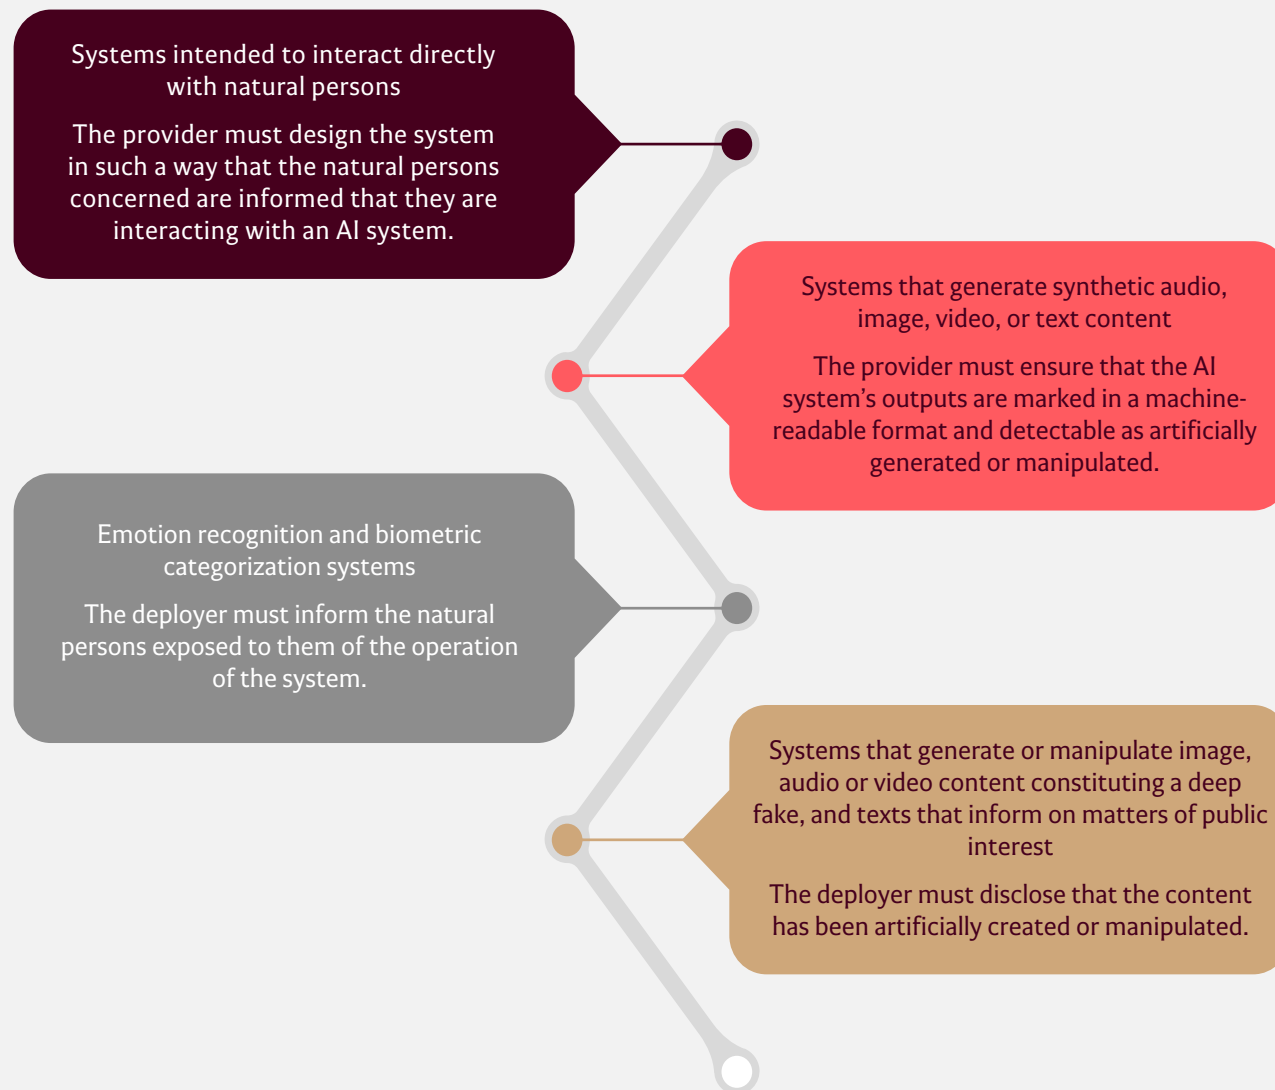 Systems intended to interact directly
with natural persons
The provider must design the system
in such a way that the natural persons
concerned are informed that they are
interacting with an AI system.
Systems that generate synthetic audio,
image, video, or text content
The provider must ensure that the AI
system’s outputs are marked in a machine-
readable format and detectable as artificially
generated or manipulated.
Emotion recognition and biometric
categorization systems
The deployer must inform the natural
persons exposed to them of the operation
of the system.
Systems that generate or manipulate image,
audio or video content constituting a deep
fake, and texts that inform on matters of public
interest
The deployer must disclose that the content
has been artificially created or manipulated.